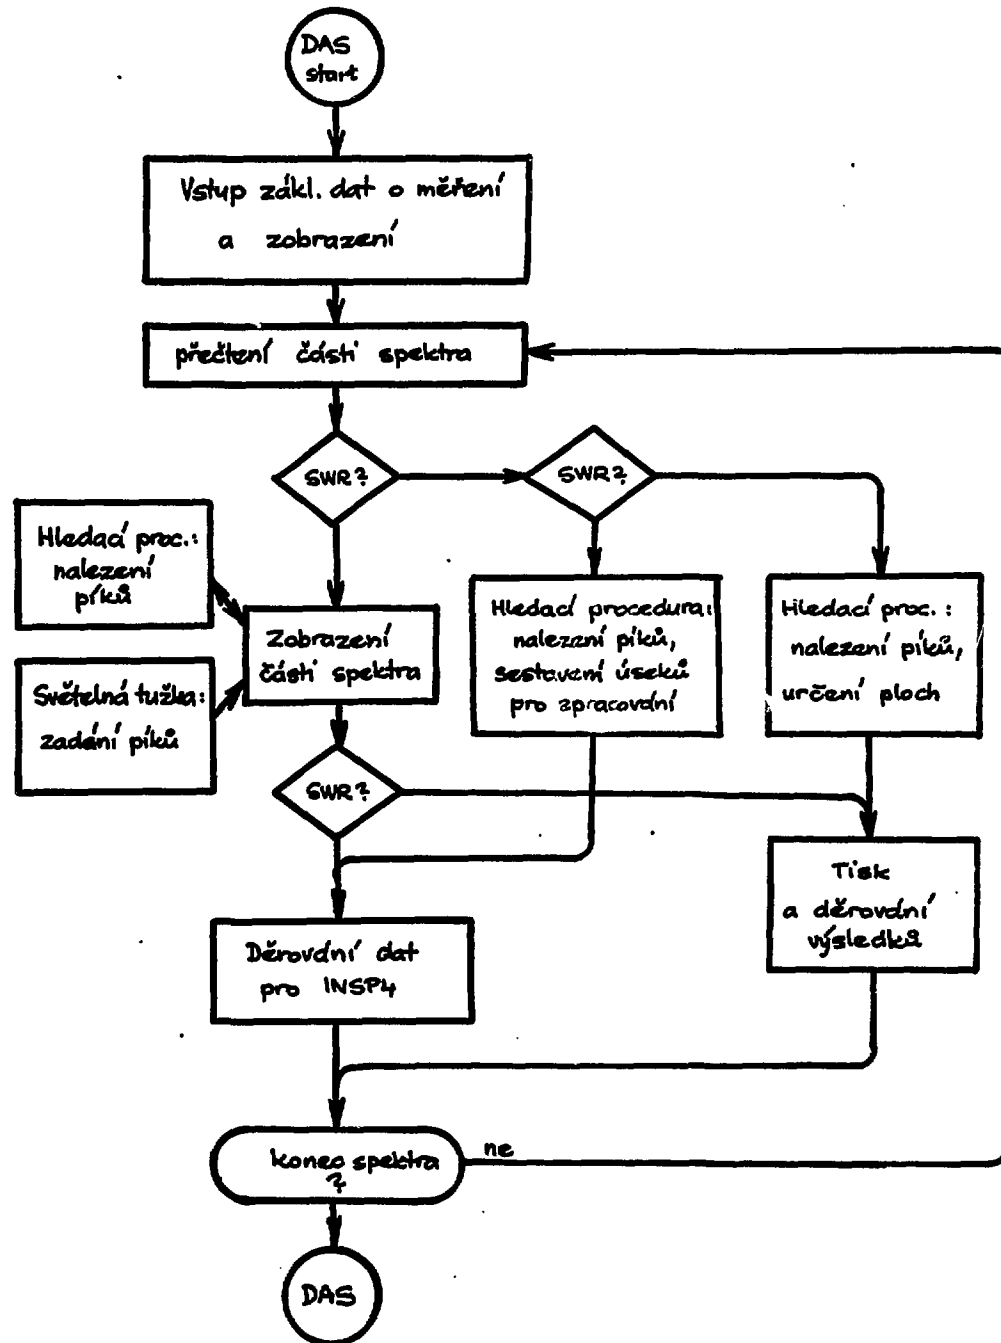 DAS
start
Vstup zákl. dat o měření
a zobrazení
přečtení části spektra
SWR?
SWR?
Hledací proc.:
nalezení
píků
Světelná tužka:
zadání píků
Zobrazení
části spektra
Hledací procedura:
nalezení píků,
sestavení úseků
pro zpracování
Hledací proc.:
nalezení píků,
určení ploch
SWR?
Tisk
a děrování
výsledků
Děrování dat
pro INSP4
konec spektra
?
ne
DAS